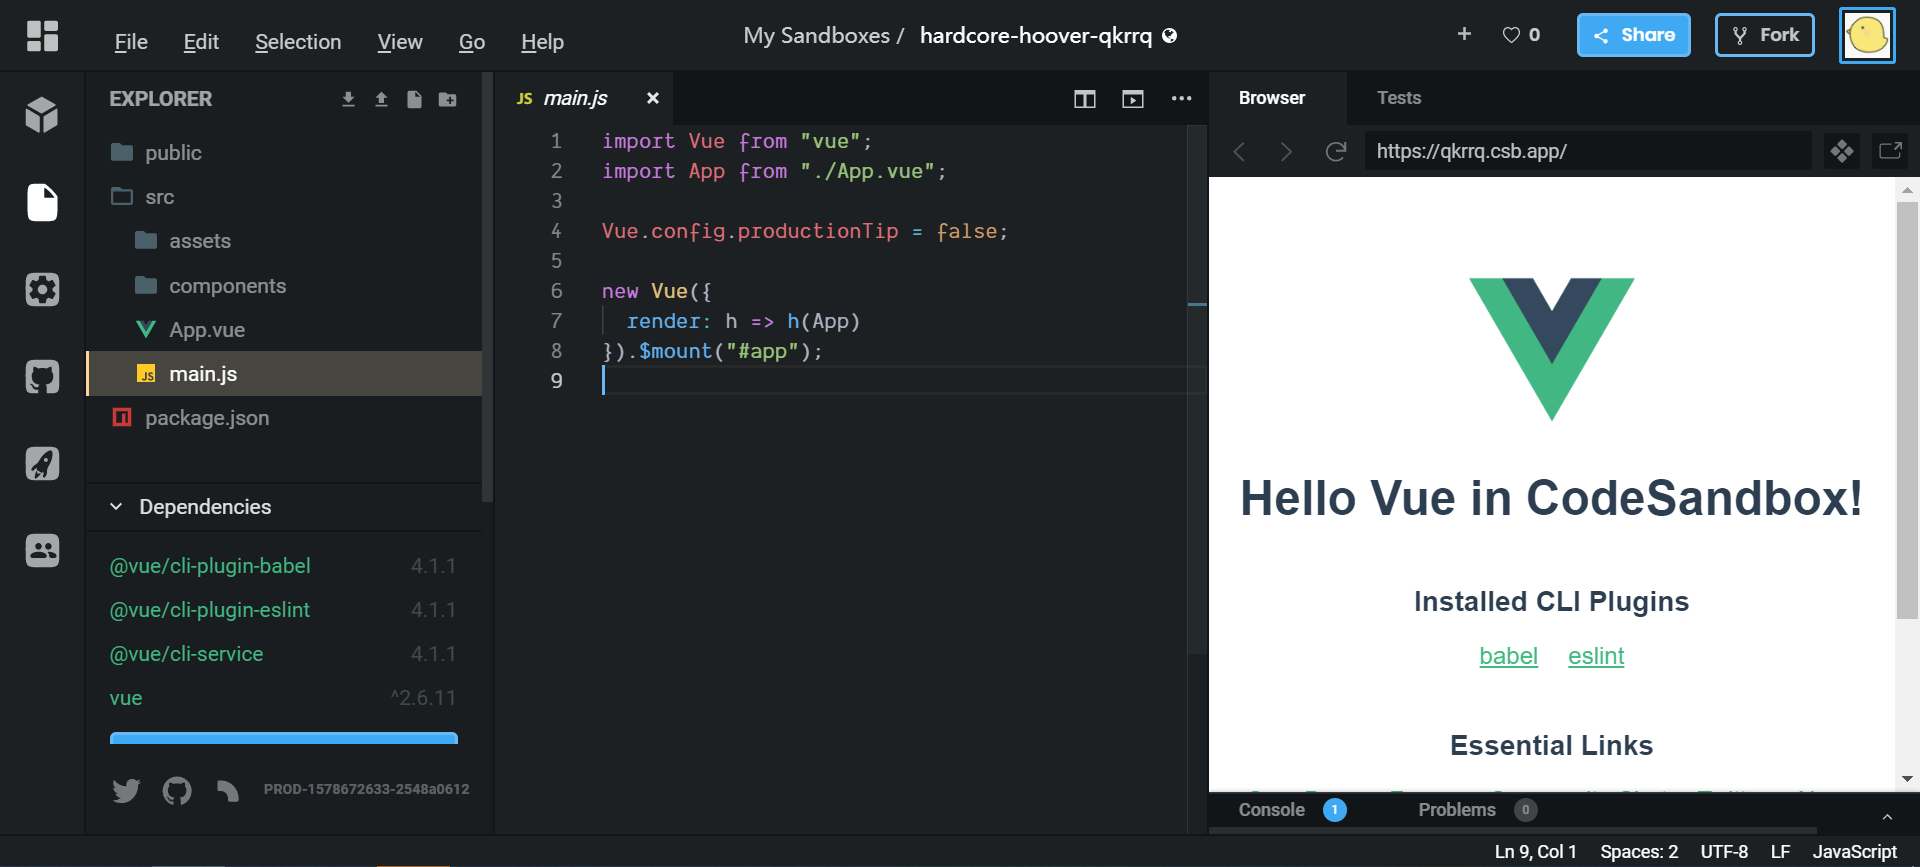 File Edit Selection View Go Help
My Sandboxes / hardcore-hoover-qkrrq
0
Share
Fork
EXPLORER
public
src
assets
components
App.vue
JS main.js
package.json
Dependencies
@vue/cli-plugin-babel 4.1.1
@vue/cli-plugin-eslint 4.1.1
@vue/cli-service 4.1.1
vue ^2.6.11
PROD-1578672633-2548a0612
JS main.js
1 import Vue from "vue";
2 import App from "./App.vue";
3
4 Vue.config.productionTip = false;
5
6 new Vue({
7 render: h => h(App)
8 }).$mount("#app");
9
Browser Tests
https://qkrrq.csb.app/
Hello Vue in CodeSandbox!
Installed CLI Plugins
babel eslint
Essential Links
Console 1 Problems 0
Ln 9, Col 1 Spaces: 2 UTF-8 LF JavaScript